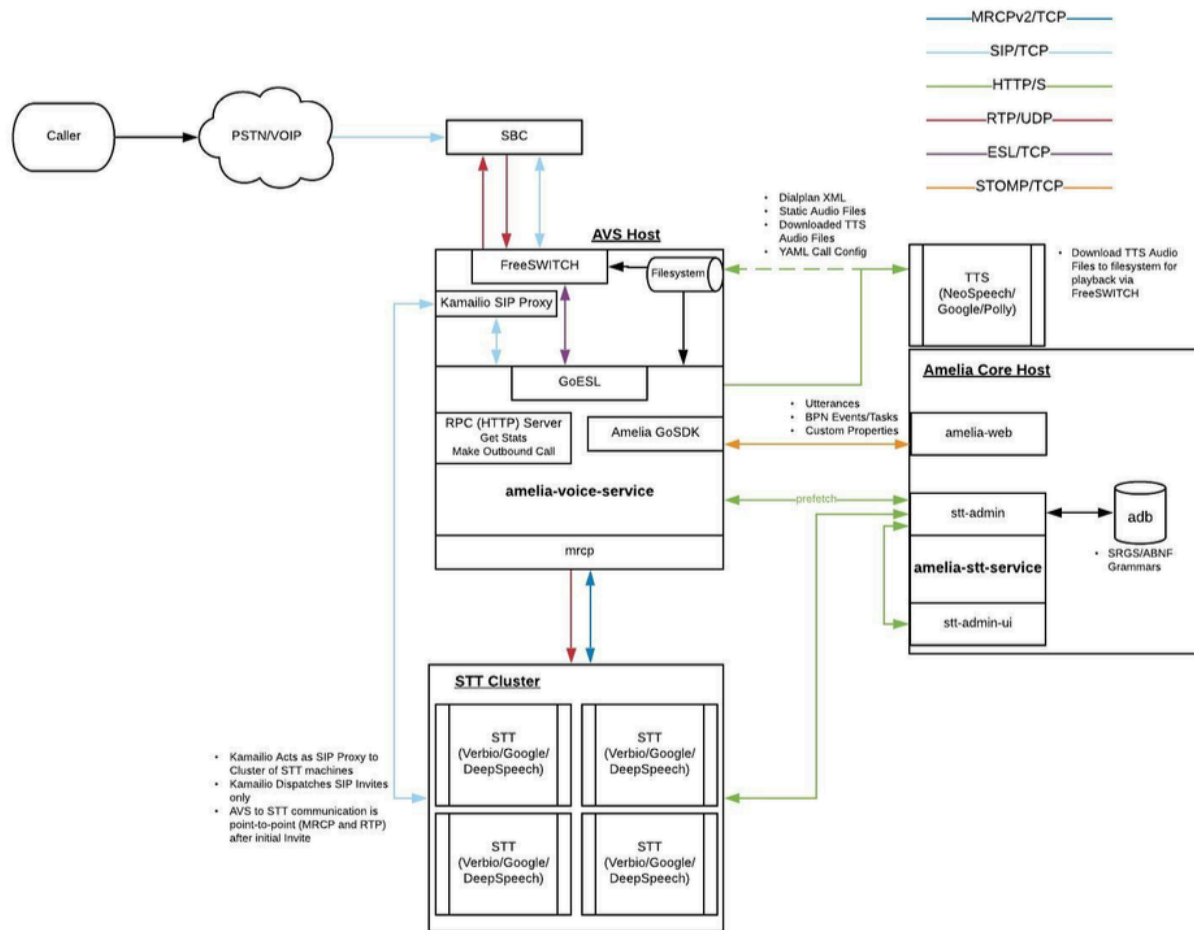 MRCPv2/TCP
SIP/TCP
HTTP/S
RTP/UDP
ESL/TCP
STOMP/TCP
Caller
PSTN/VOIP
SBC
• Dialplan XML
• Static Audio Files
• Downloaded TTS
Audio Files
• YAML Call Config
AVS Host
FreeSWITCH
Filesystem
Kamailio SIP Proxy
GoESL
RPC (HTTP) Server
Get Stats
Make Outbound Call
Amelia GoSDK
amelia-voice-service
mrcp
TTS
(NeoSpeech/
Google/Polly)
• Download TTS Audio
Files to filesystem for
playback via
FreeSWITCH
Amelia Core Host
• Utterances
• BPN Events/Tasks
• Custom Properties
amelia-web
prefetch
stt-admin
adb
• SRGS/ABNF
Grammars
amelia-stt-service
stt-admin-ui
STT Cluster
STT
(Verbio/Google/
DeepSpeech)
STT
(Verbio/Google/
DeepSpeech)
STT
(Verbio/Google/
DeepSpeech)
STT
(Verbio/Google/
DeepSpeech)
• Kamailio Acts as SIP Proxy to
Cluster of STT machines
• Kamailio Dispatches SIP Invites
only
• AVS to STT communication is
point-to-point (MRCP and RTP)
after initial Invite